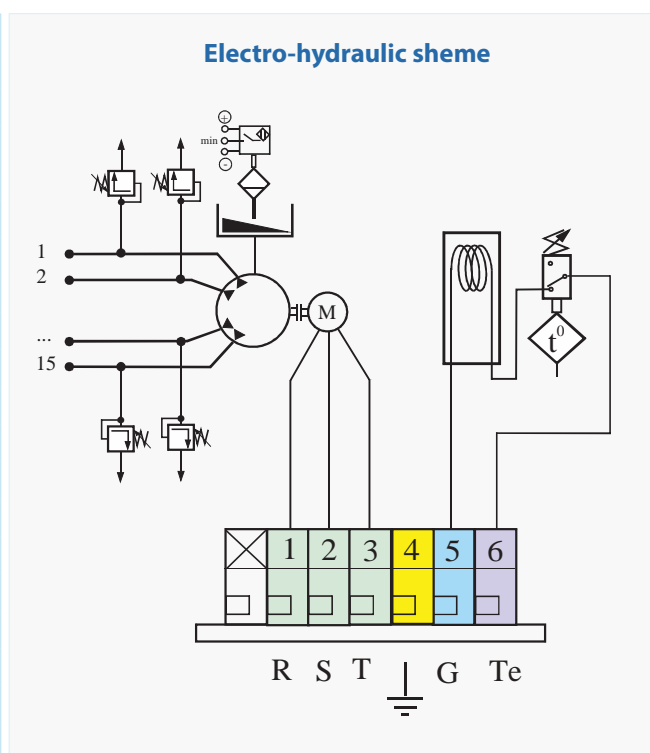 Electro-hydraulic sheme
+
min
-
1
2
...
15
M
t⁰
1 2 3 4 5 6
R S T G Te